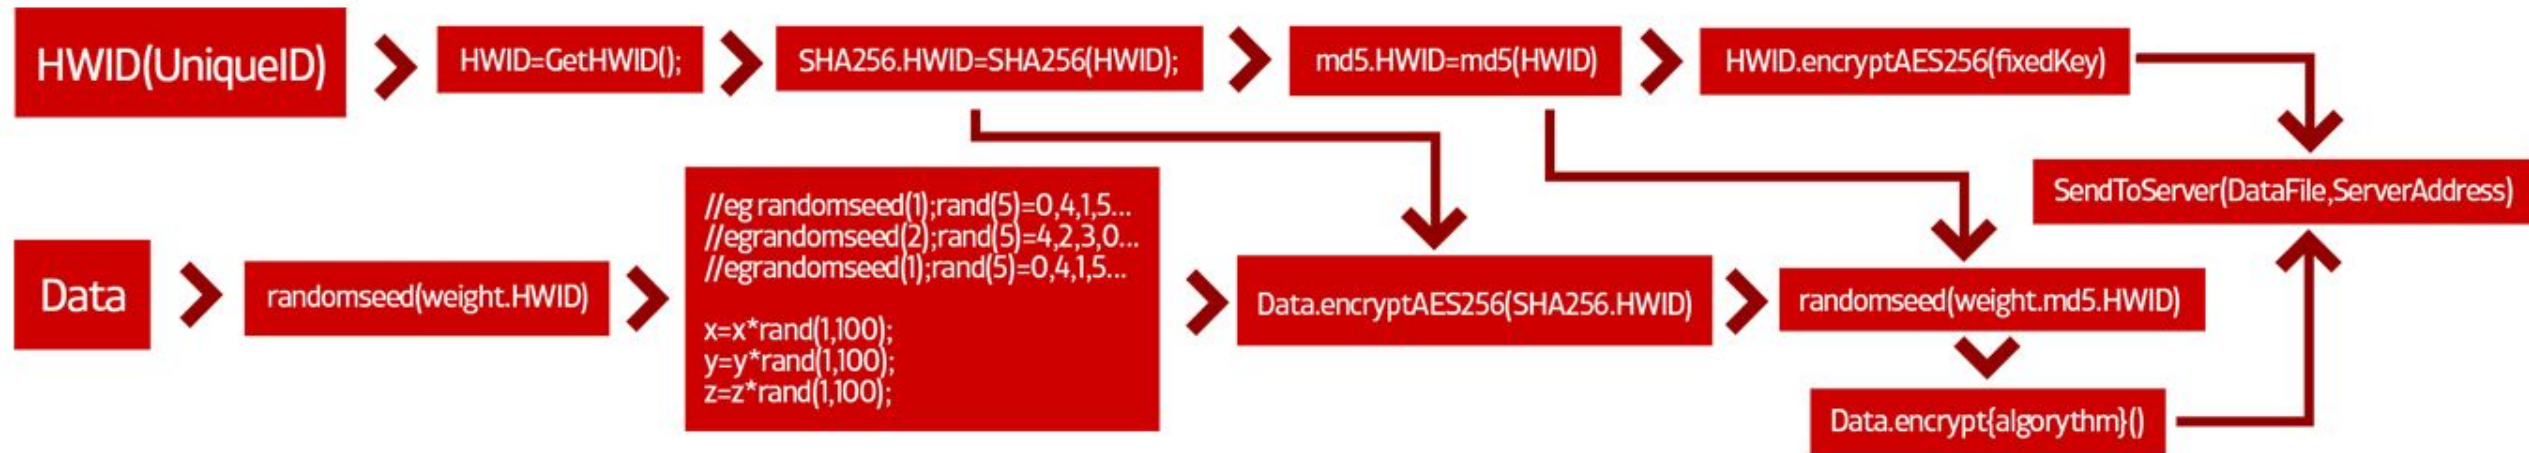 HWID(UniqueID)
HWID=GetHWID();
SHA256.HWID=SHA256(HWID);
md5.HWID=md5(HWID)
HWID.encryptAES256(fixedKey)
SendToServer(DataFile,ServerAddress)
Data
randomseed(weight.HWID)
//eg randomseed(1);rand(5)=0,4,1,5...
//egrandomseed(2);rand(5)=4,2,3,0...
//egrandomseed(1);rand(5)=0,4,1,5...
x=x*rand(1,100);
y=y*rand(1,100);
z=z*rand(1,100);
Data.encryptAES256(SHA256.HWID)
randomseed(weight.md5.HWID)
Data.encrypt{algorythm}()